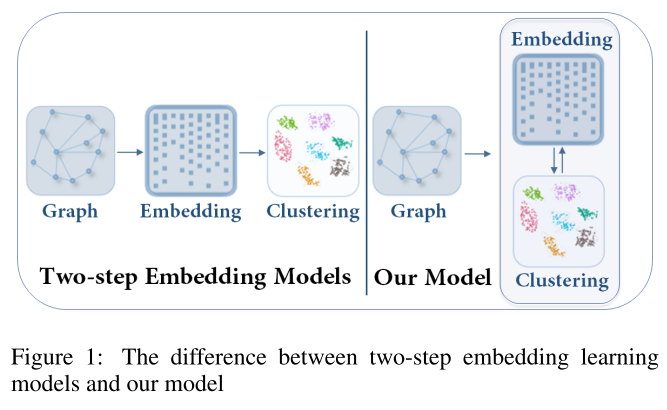 Graph
Embedding
Clustering
Two-step Embedding Models
Graph
Our Model
Embedding
Clustering
Figure 1: The difference between two-step embedding learning
models and our model